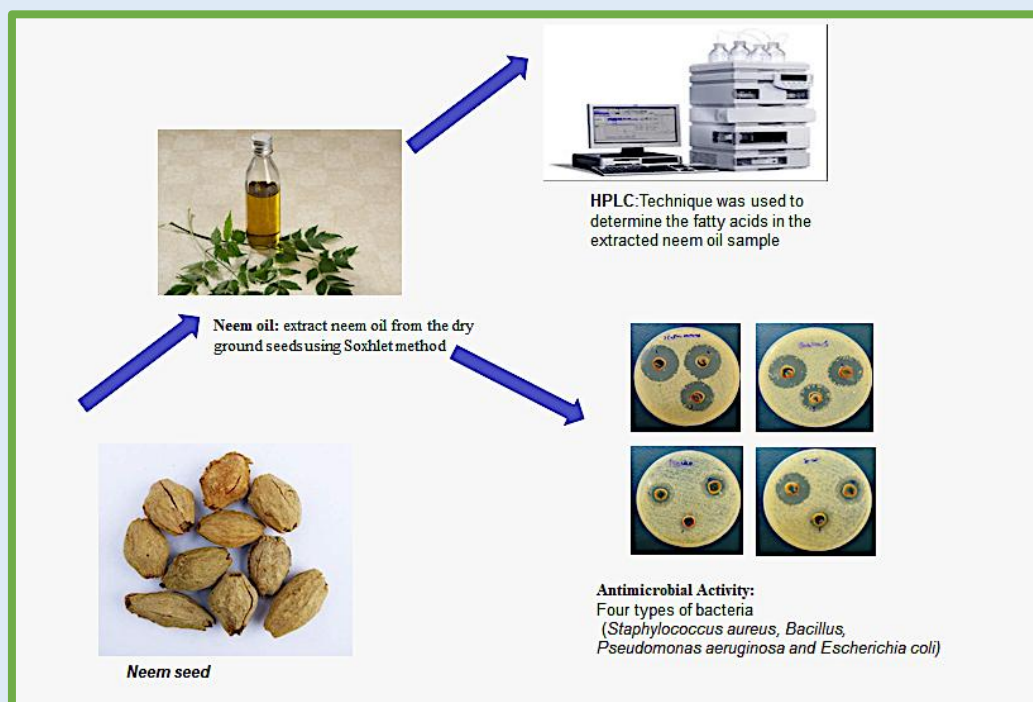 HPLC:Technique was used to
determine the fatty acids in the
extracted neem oil sample
Neem oil: extract neem oil from the dry
ground seeds using Soxhlet method
Antimicrobial Activity:
Four types of bacteria
(Staphylococcus aureus, Bacillus,
Pseudomonas aeruginosa and Escherichia coli)
Neem seed